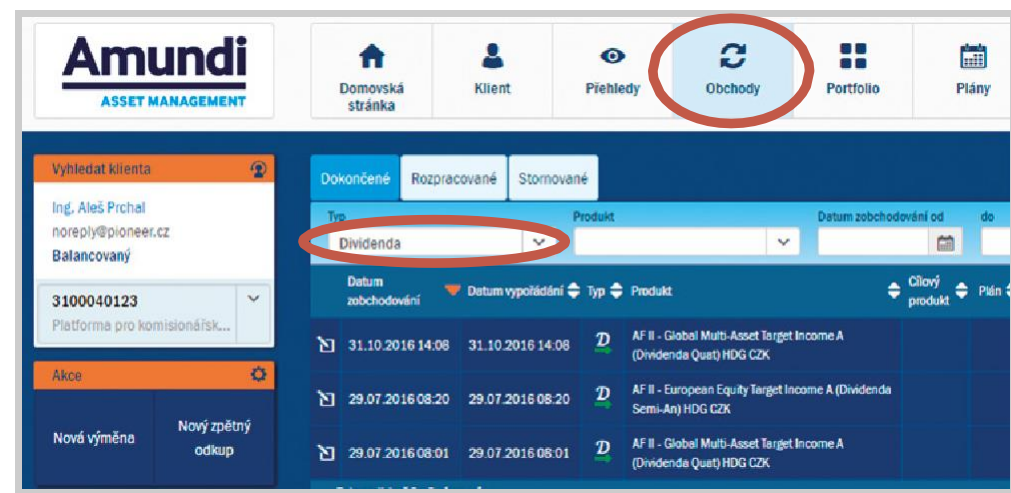 Amundi
ASSET MANAGEMENT
Domovská
stránka
Klient
Přehledy
Obchody
Portfolio
Plány
Vyhledat klienta
Ing. Aleš Prchal
noreply@pioneer.cz
Balancovaný
3100040123
Platforma pro komisionářsk...
Akce
Nová výměna
Nový zpětný
odkup
Dokončené Rozpracované Stornované
Typ Produkt Datum zobchodování od do
Dividenda
Datum
zobchodování
Datum vypořádání Typ Produkt
Cílový
produkt
Plán
31.10.2016 14:08 31.10.2016 14:08 D AF II - Global Multi-Asset Target Income A
(Dividenda Quat) HDG CZK
29.07.2016 08:20 29.07.2016 08:20 D AF II - European Equity Target Income A (Dividenda
Semi-An) HDG CZK
29.07.2016 08:01 29.07.2016 08:01 D AF II - Global Multi-Asset Target Income A
(Dividenda Quat) HDG CZK